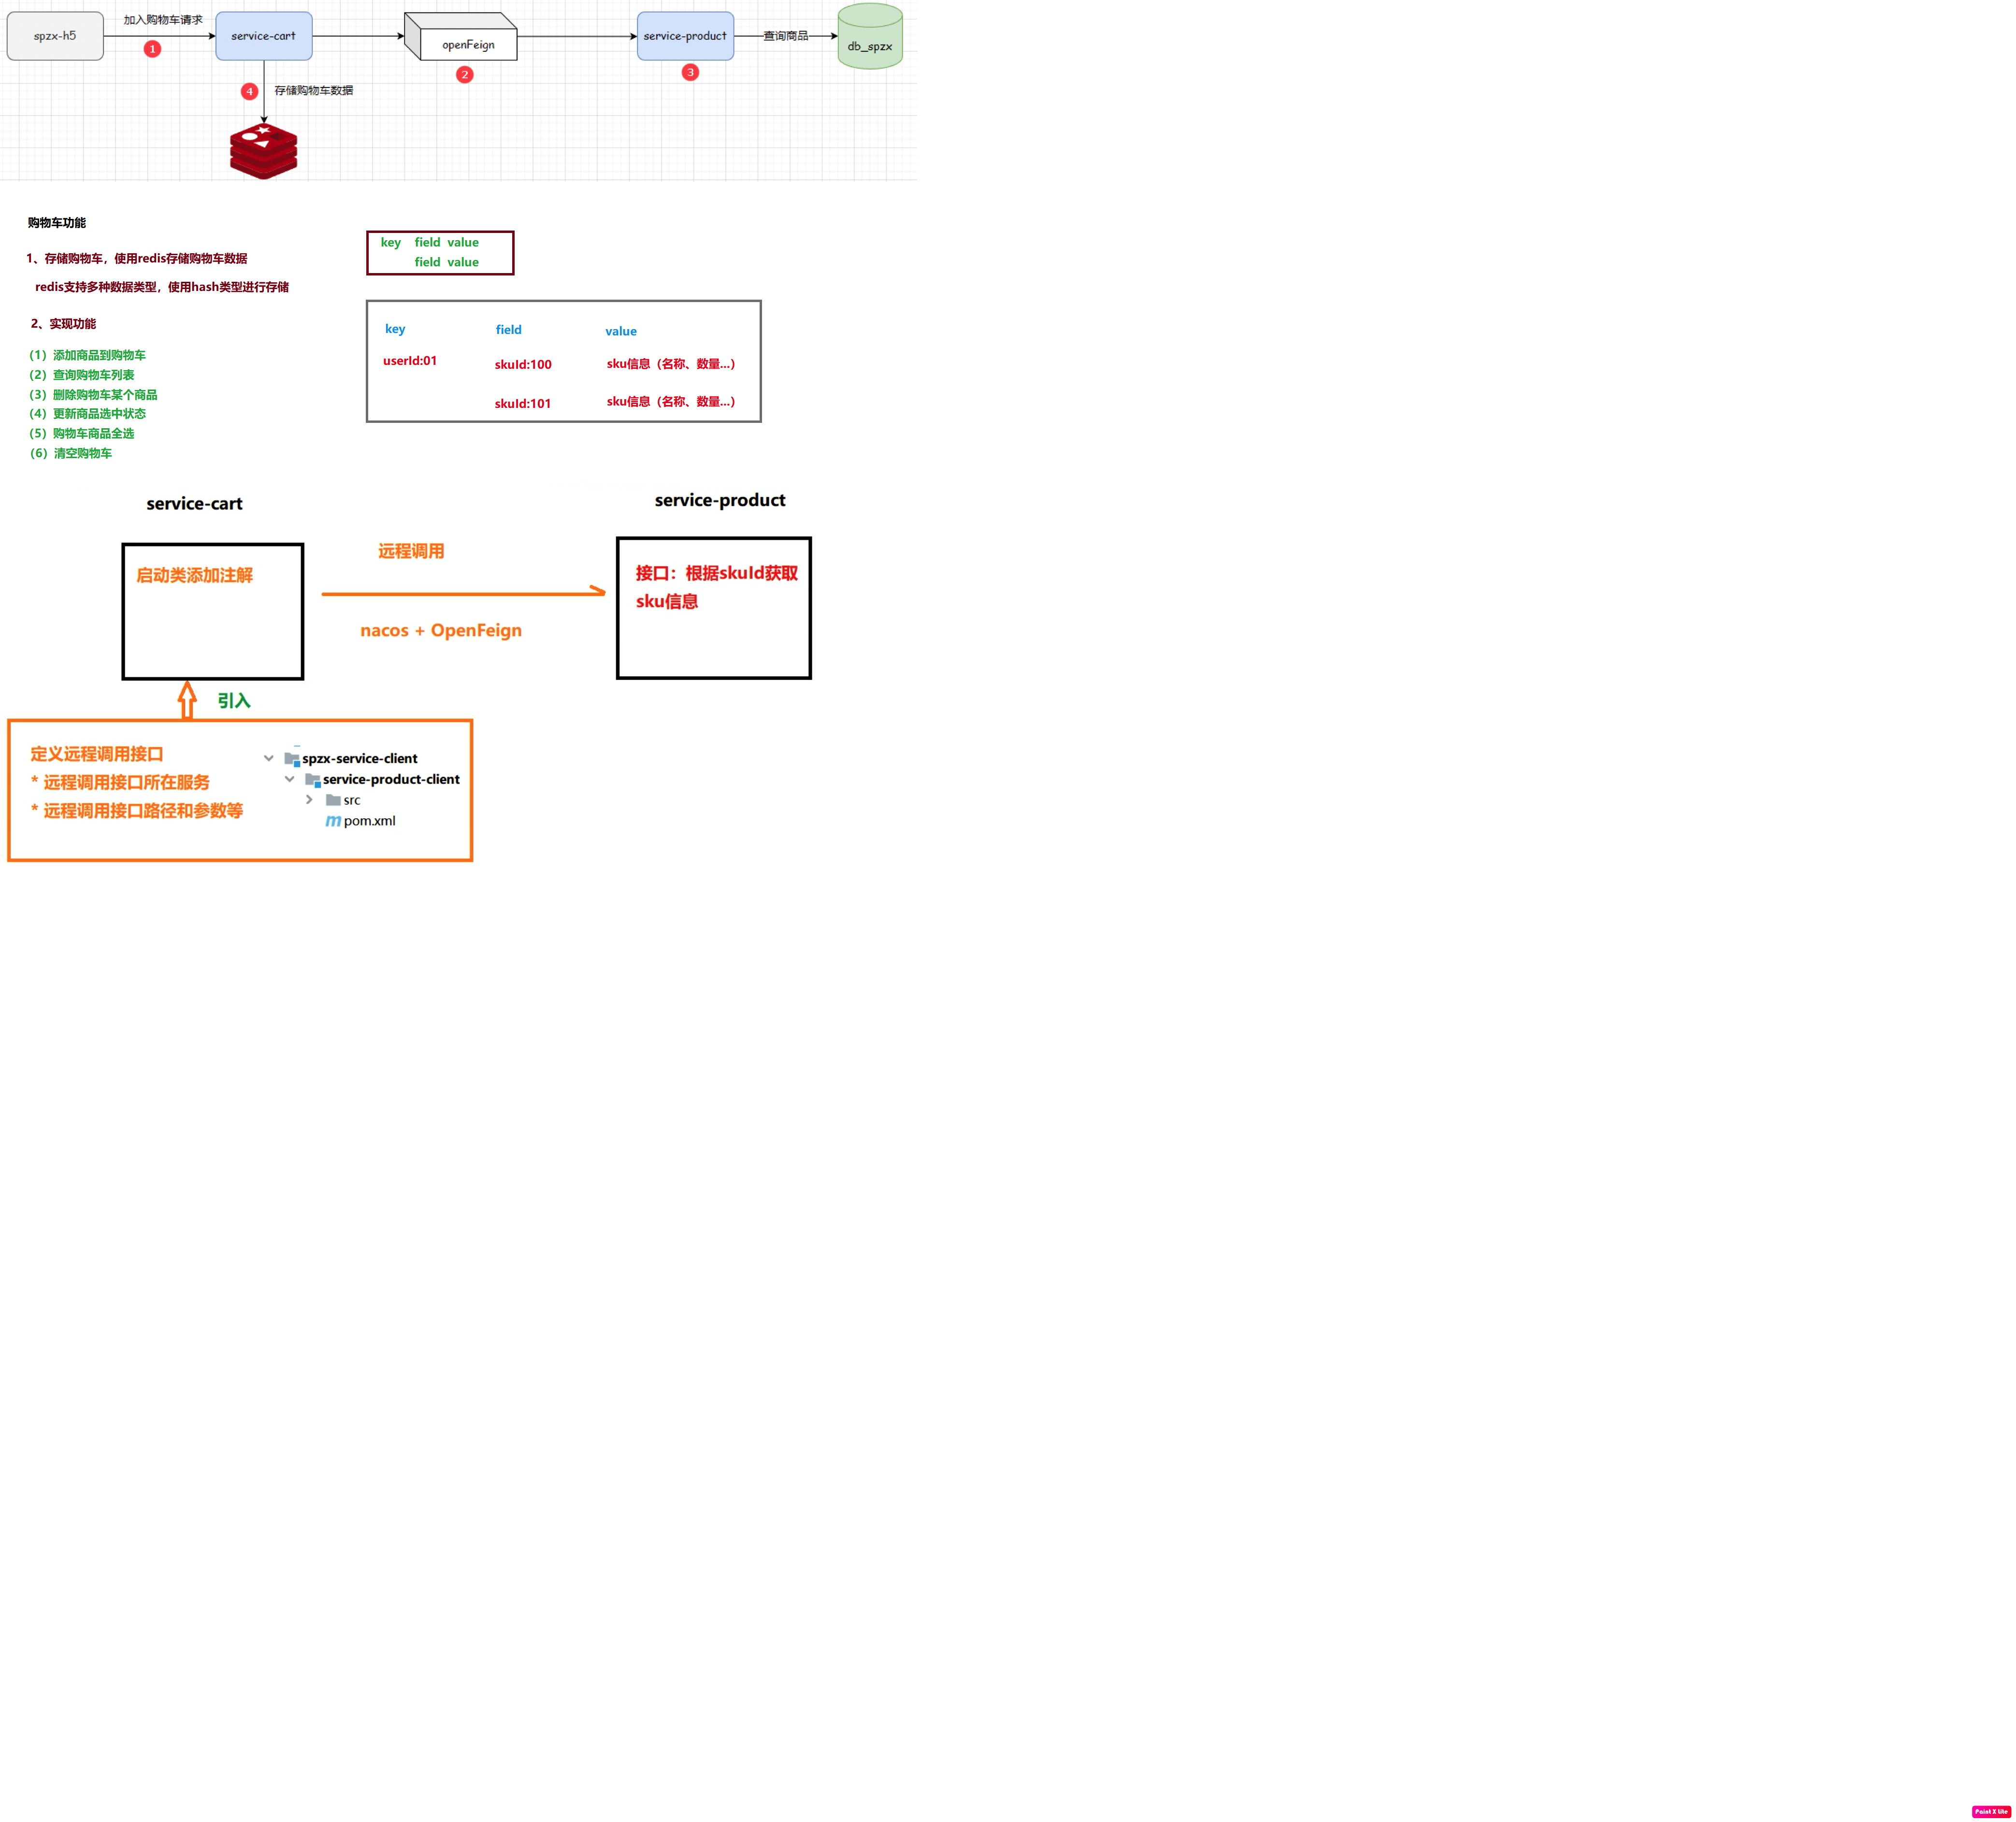 spzx-h5
加入购物车请求
1
service-cart
openFeign
2
service-product
3
查询商品
db_spzx
4
存储购物车数据
购物车功能
1、存储购物车，使用redis存储购物车数据
redis支持多种数据类型，使用hash类型进行存储
2、实现功能
（1）添加商品到购物车
（2）查询购物车列表
（3）删除购物车某个商品
（4）更新商品选中状态
（5）购物车商品全选
（6）清空购物车
key field value
field value
key field value
userId:01 skuId:100 sku信息（名称、数量...）
skuId:101 sku信息（名称、数量...）
service-cart
service-product
启动类添加注解
远程调用
nacos + OpenFeign
接口：根据skuId获取
sku信息
引入
定义远程调用接口
* 远程调用接口所在服务
* 远程调用接口路径和参数等
spzx-service-client
service-product-client
src
m pom.xml
Paint X Lite